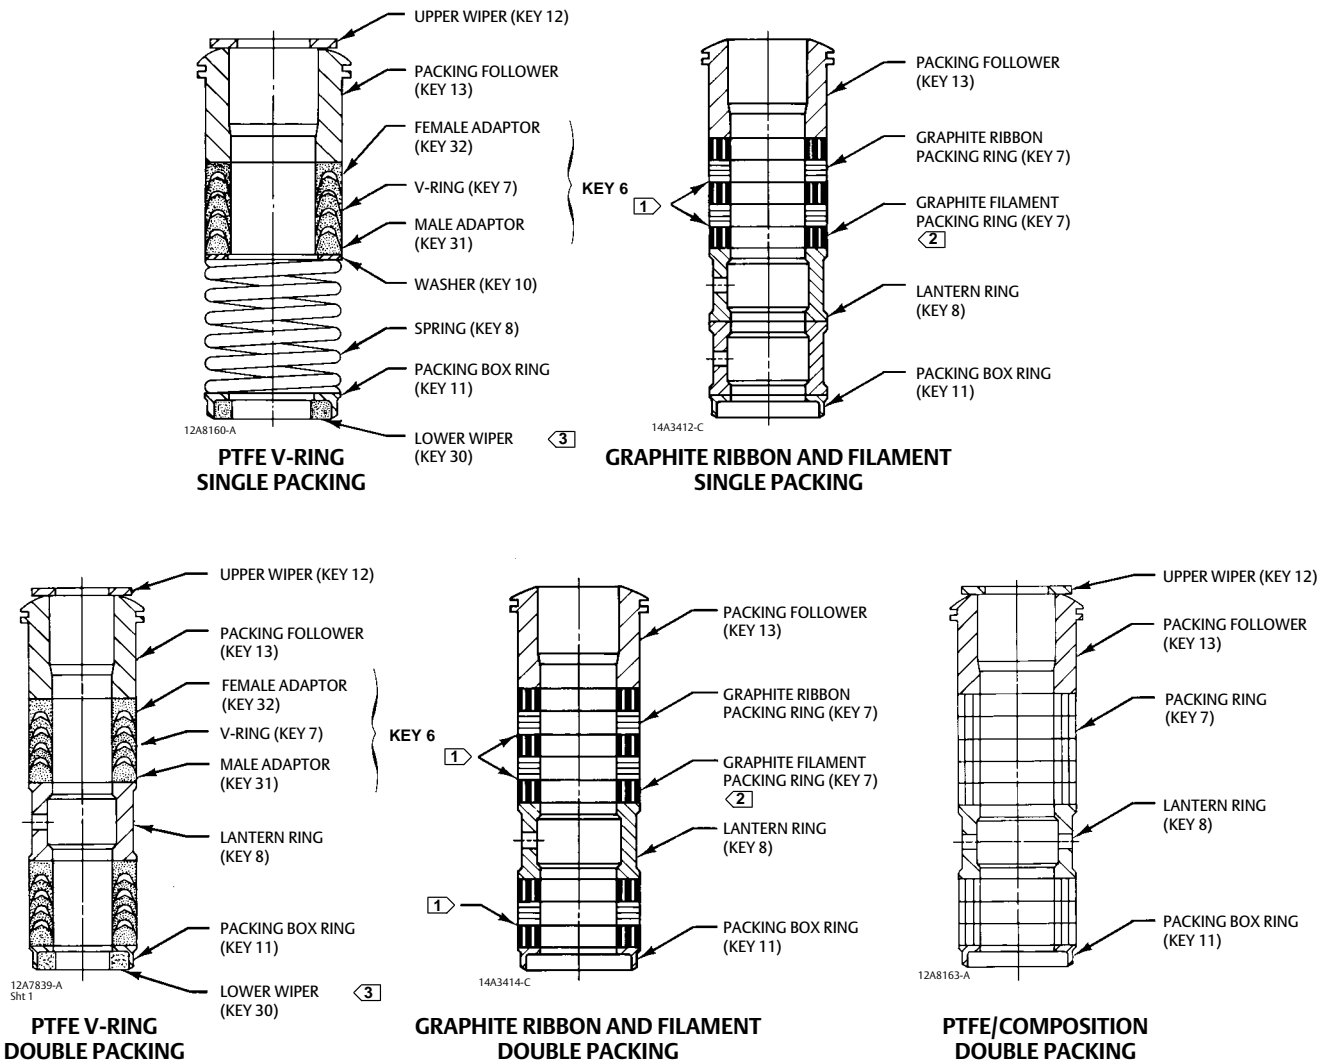 UPPER WIPER (KEY 12)
PACKING FOLLOWER
(KEY 13)
FEMALE ADAPTOR
(KEY 32)
V-RING (KEY 7)
KEY 6
MALE ADAPTOR
(KEY 31)
WASHER (KEY 10)
SPRING (KEY 8)
PACKING BOX RING
(KEY 11)
12A8160-A
LOWER WIPER
(KEY 30)
3
PTFE V-RING
SINGLE PACKING
PACKING FOLLOWER
(KEY 13)
GRAPHITE RIBBON
PACKING RING (KEY 7)
1
GRAPHITE FILAMENT
PACKING RING (KEY 7)
2
LANTERN RING
(KEY 8)
PACKING BOX RING
(KEY 11)
14A3412-C
GRAPHITE RIBBON AND FILAMENT
SINGLE PACKING
UPPER WIPER (KEY 12)
PACKING FOLLOWER
(KEY 13)
FEMALE ADAPTOR
(KEY 32)
V-RING (KEY 7)
KEY 6
MALE ADAPTOR
(KEY 31)
LANTERN RING
(KEY 8)
PACKING BOX RING
(KEY 11)
12A7839-A
Sht 1
LOWER WIPER
(KEY 30)
3
PTFE V-RING
DOUBLE PACKING
PACKING FOLLOWER
(KEY 13)
GRAPHITE RIBBON
PACKING RING (KEY 7)
1
GRAPHITE FILAMENT
PACKING RING (KEY 7)
2
LANTERN RING
(KEY 8)
1
PACKING BOX RING
(KEY 11)
14A3414-C
GRAPHITE RIBBON AND FILAMENT
DOUBLE PACKING
UPPER WIPER (KEY 12)
PACKING FOLLOWER
(KEY 13)
PACKING RING
(KEY 7)
LANTERN RING
(KEY 8)
PACKING BOX RING
(KEY 11)
12A8163-A
PTFE/COMPOSITION
DOUBLE PACKING